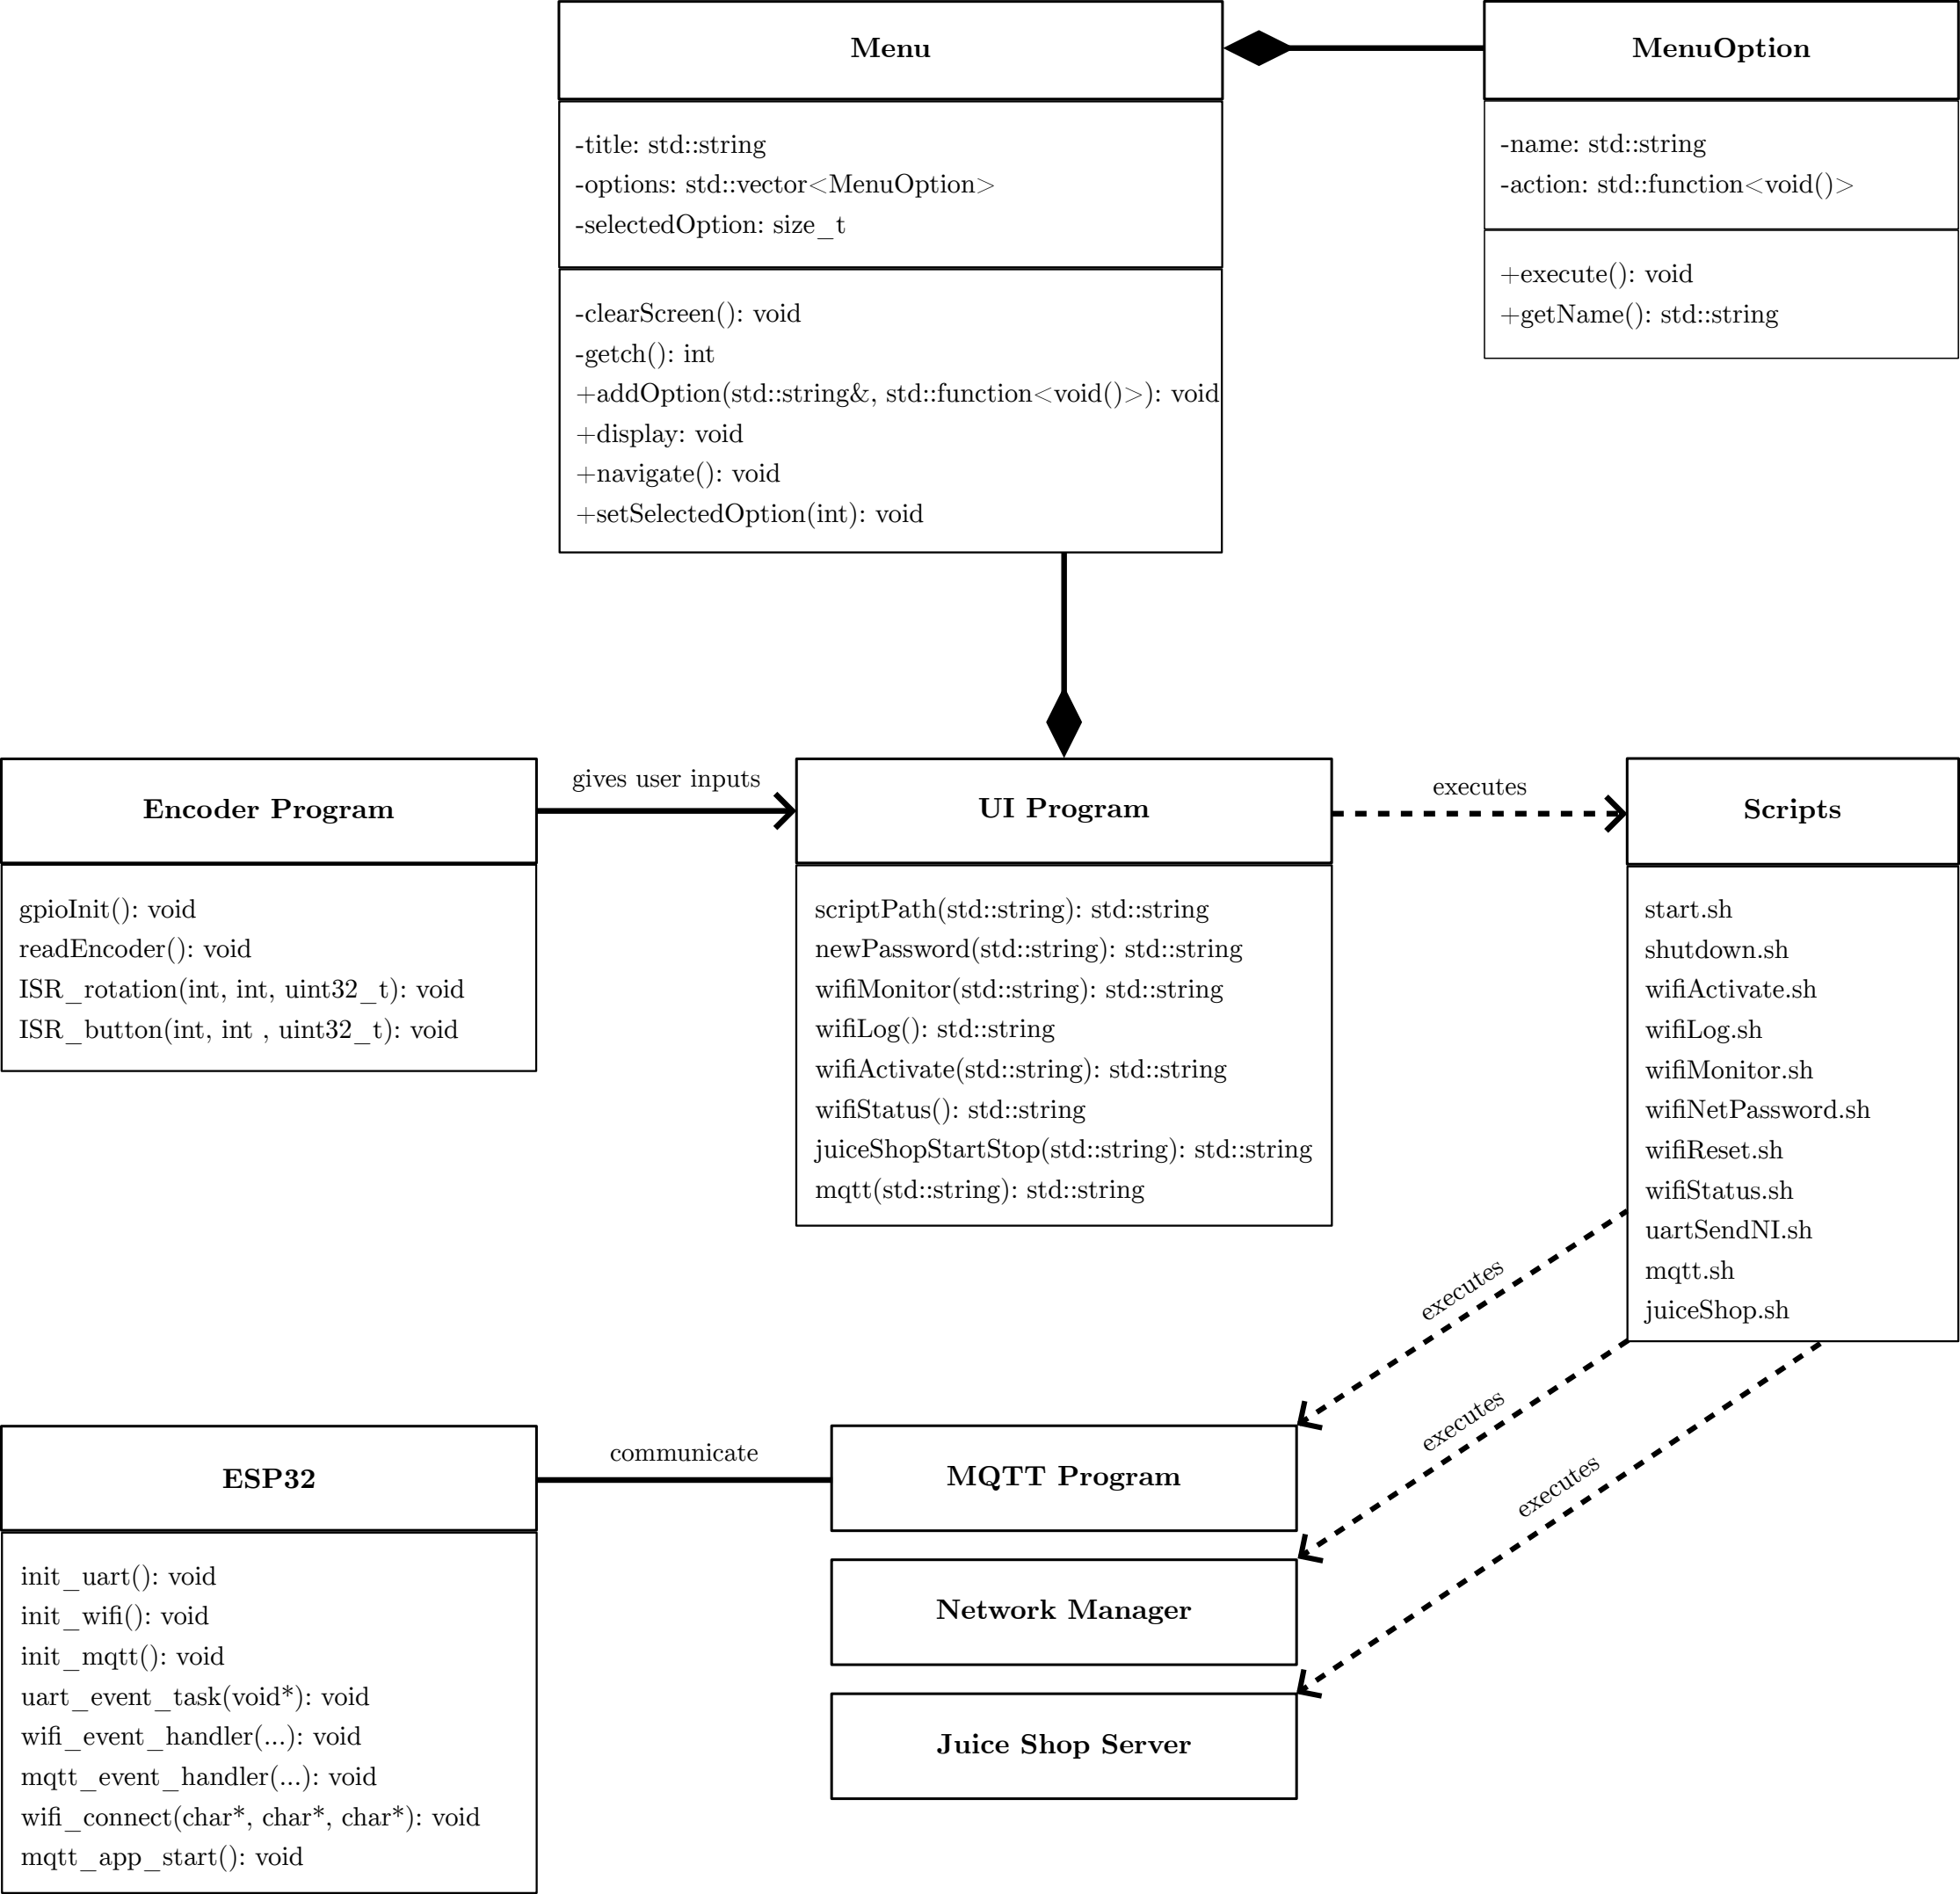 Menu
-title: std::string
-options: std::vector<MenuOption>
-selectedOption: size_t
-clearScreen(): void
-getch(): int
+addOption(std::string&, std::function<void()>): void
+display: void
+navigate(): void
+setSelectedOption(int): void
MenuOption
-name: std::string
-action: std::function<void()>
+execute(): void
+getName(): std::string
Encoder Program
gpioInit(): void
readEncoder(): void
ISR_rotation(int, int, uint32_t): void
ISR_button(int, int , uint32_t): void
gives user inputs
UI Program
scriptPath(std::string): std::string
newPassword(std::string): std::string
wifiMonitor(std::string): std::string
wifiLog(): std::string
wifiActivate(std::string): std::string
wifiStatus(): std::string
juiceShopStartStop(std::string): std::string
mqtt(std::string): std::string
executes
Scripts
start.sh
shutdown.sh
wifiActivate.sh
wifiLog.sh
wifiMonitor.sh
wifiNetPassword.sh
wifiReset.sh
wifiStatus.sh
uartSendNI.sh
mqtt.sh
juiceShop.sh
executes
executes
executes
ESP32
init_uart(): void
init_wifi(): void
init_mqtt(): void
uart_event_task(void*): void
wifi_event_handler(...): void
mqtt_event_handler(...): void
wifi_connect(char*, char*, char*): void
mqtt_app_start(): void
communicate
MQTT Program
Network Manager
Juice Shop Server